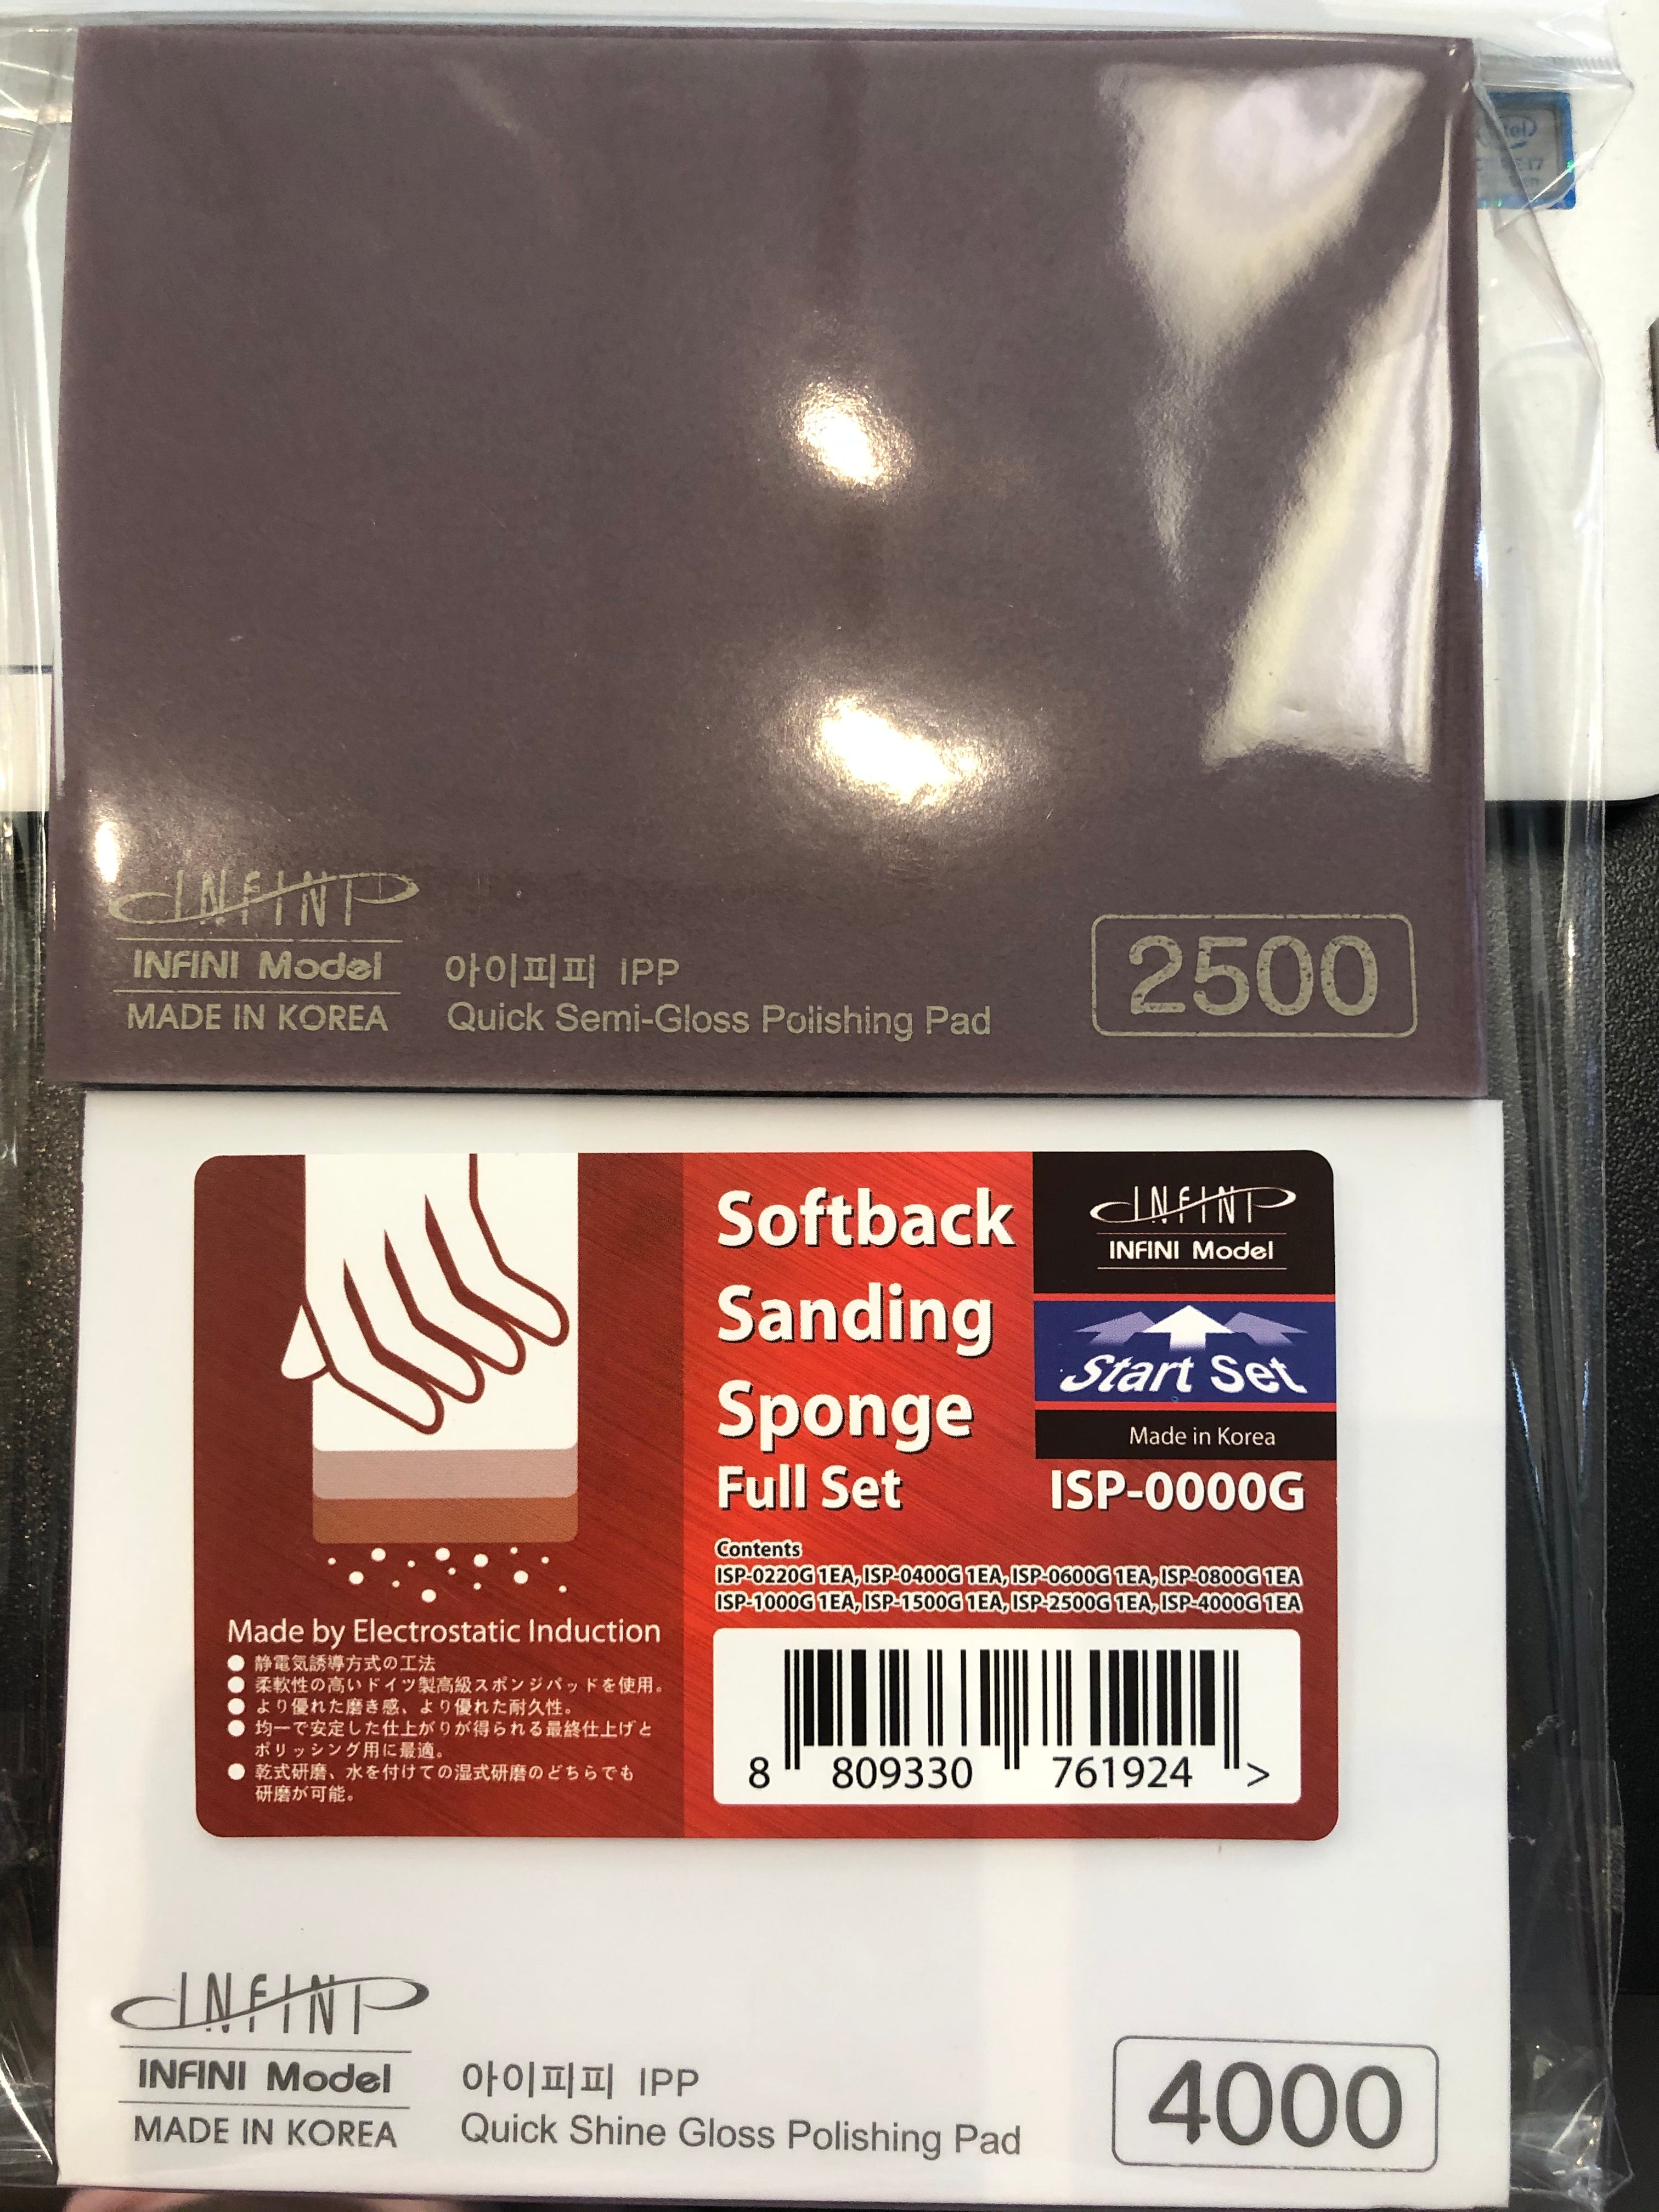 intel
INFINI
INFINI Model
MADE IN KOREA
아이피피 IPP
Quick Semi-Gloss Polishing Pad
2500
Softback
Sanding
Sponge
Full Set
INFINI
INFINI Model
Start Set
Made in Korea
ISP-0000G
Contents
ISP-0220G 1EA, ISP-0400G 1EA, ISP-0600G 1EA, ISP-0800G 1EA
ISP-1000G 1EA, ISP-1500G 1EA, ISP-2500G 1EA, ISP-4000G 1EA
Made by Electrostatic Induction
● 静電気誘導方式の工法
● 柔軟性の高いドイツ製高級スポンジパッドを使用。
● より優れた磨き感、より優れた耐久性。
● 均一で安定した仕上がりが得られる最終仕上げと
ポリッシング用に最適。
● 乾式研磨、水を付けての湿式研磨のどちらでも
研磨が可能。
8 809330 761924 >
INFINI
INFINI Model
MADE IN KOREA
아이피피 IPP
Quick Shine Gloss Polishing Pad
4000